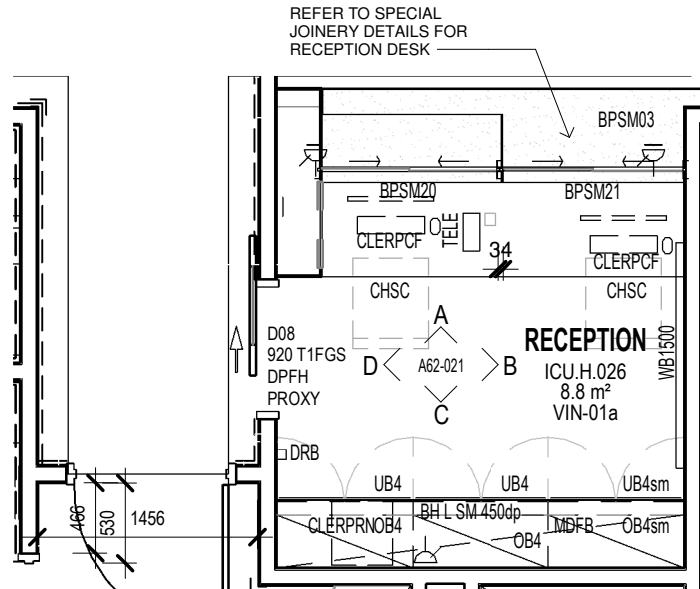 REFER TO SPECIAL
JOINERY DETAILS FOR
RECEPTION DESK
BPSM03
BPSM20
BPSM21
CLERPCF
TELE
CLERPCF
34
CHSC
CHSC
A
D
A62-021
B
C
RECEPTION
ICU.H.026
8.8 m²
VIN-01a
WB1500
D08
920 T1FGS
DPFH
PROXY
DRB
UB4
UB4
UB4sm
466
530
1456
BH L SM 450dp
CLERPRNOB4
OB4
MDFB
OB4sm